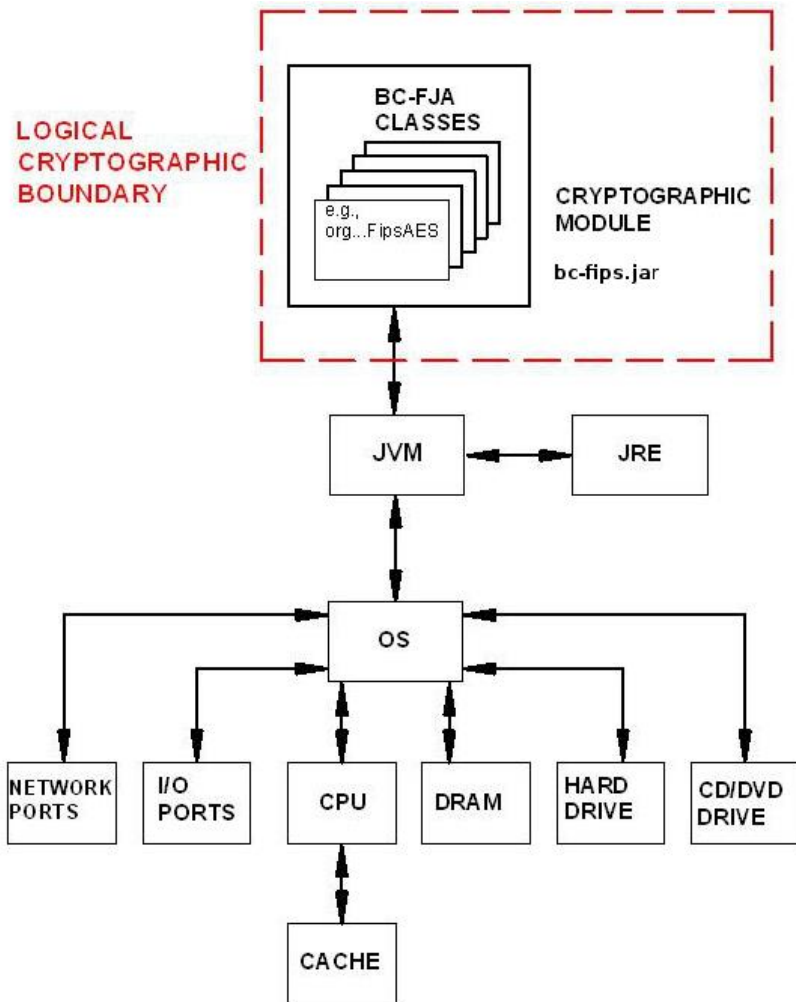 BC-FJA
CLASSES
LOGICAL
CRYPTOGRAPHIC
BOUNDARY
e.g.,
org...FipsAES
CRYPTOGRAPHIC
MODULE
bc-fips.jar
JVM
JRE
OS
NETWORK
PORTS
I/O
PORTS
CPU
DRAM
HARD
DRIVE
CD/DVD
DRIVE
CACHE